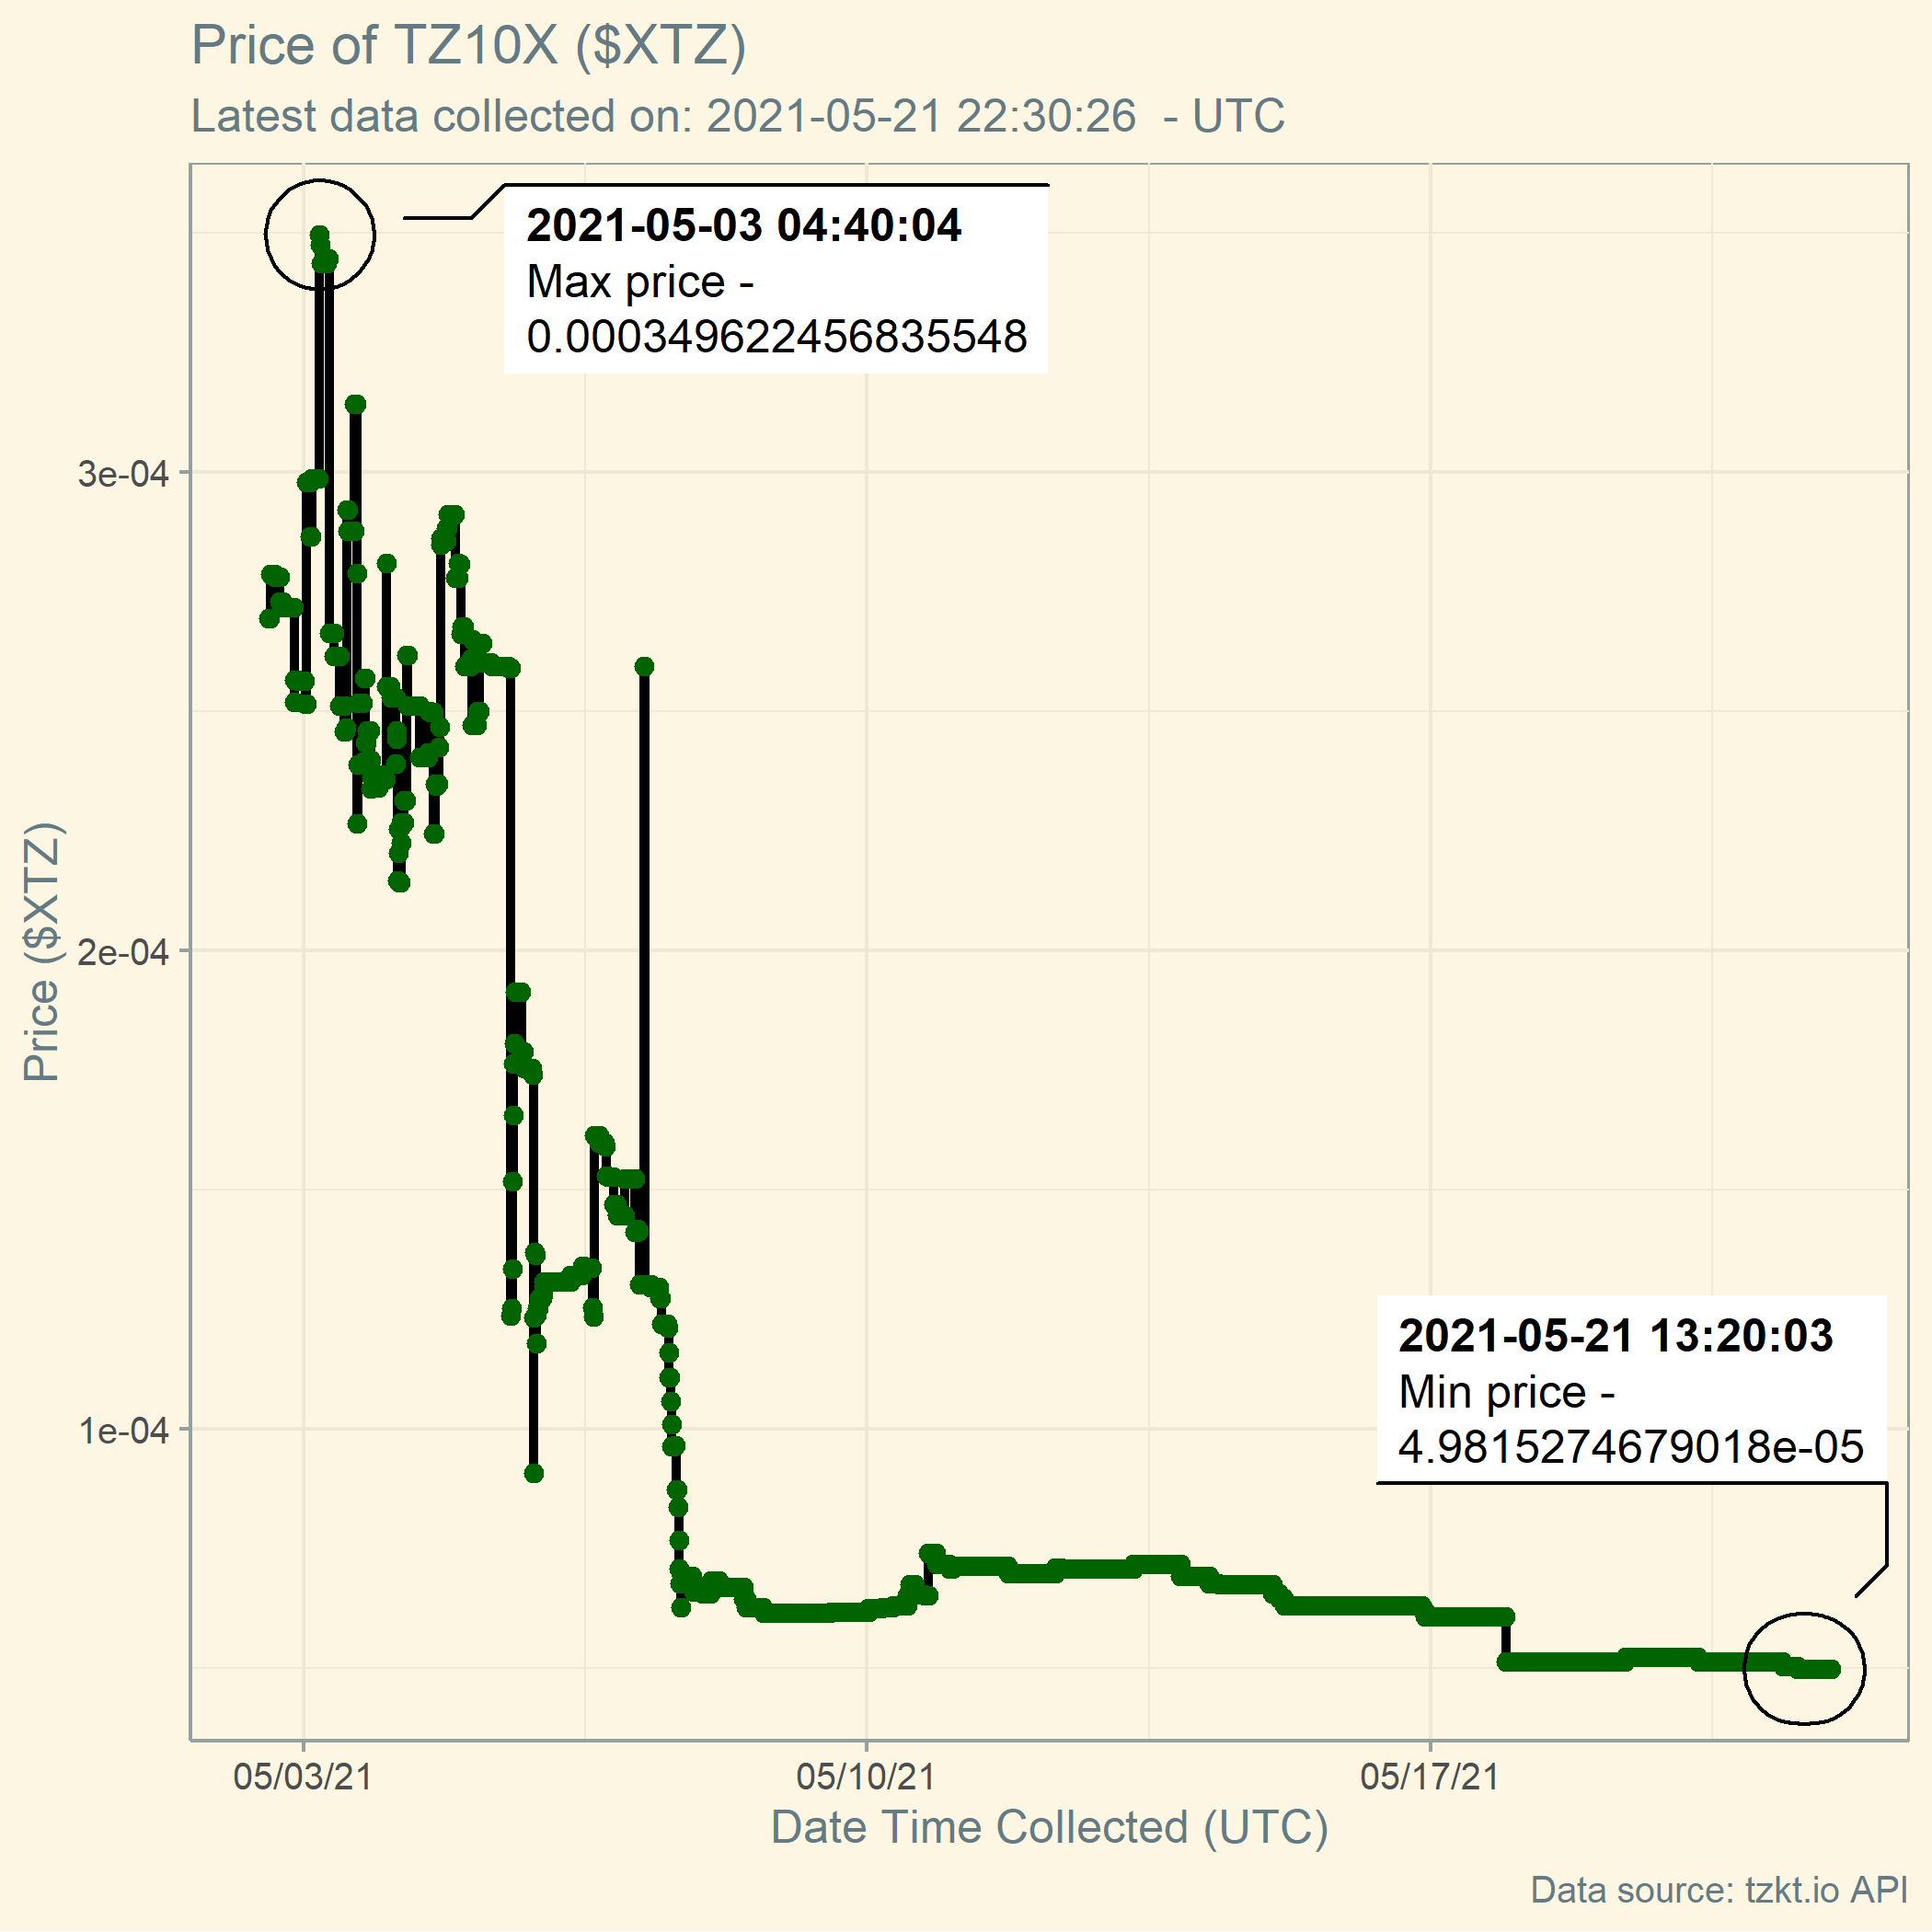 Price of TZ10X ($XTZ)
Latest data collected on: 2021-05-21 22:30:26  - UTC
2021-05-03 04:40:04
Max price -
0.000349622456835548
3e-04
2e-04
1e-04
Price ($XTZ)
2021-05-21 13:20:03
Min price -
4.9815274679018e-05
05/03/21
05/10/21
05/17/21
Date Time Collected (UTC)
Data source: tzkt.io API